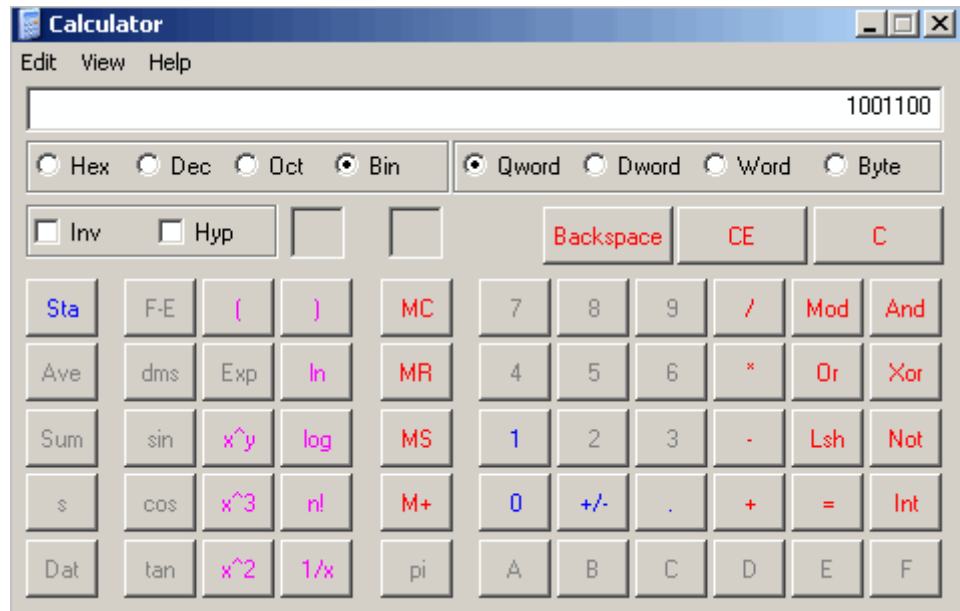 Calculator
Edit View Help
1001100
Hex Dec Oct Bin Qword Dword Word Byte
Inv Hyp Backspace CE C
Sta F-E ( ) MC 7 8 9 / Mod And
Ave dms Exp ln MR 4 5 6 * Or Xor
Sum sin x^y log MS 1 2 3 - Lsh Not
s cos x^3 n! M+ 0 +/- . + = Int
Dat tan x^2 1/x pi A B C D E F